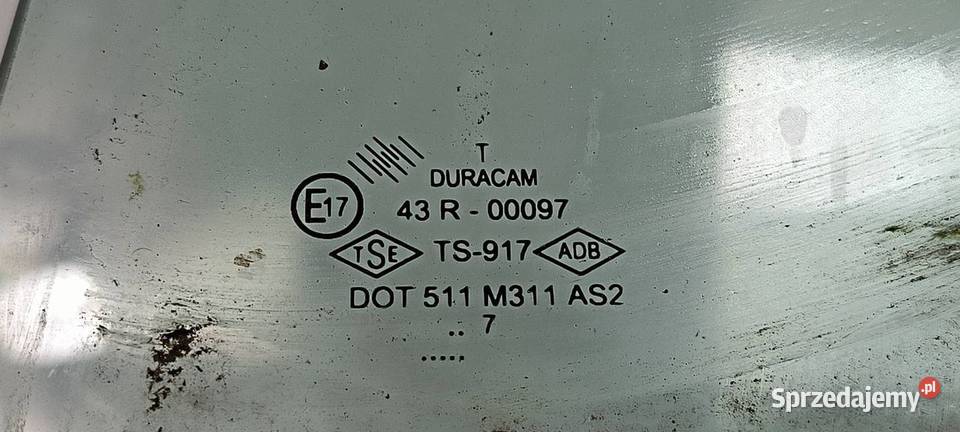 T
DURACAM
E17 43 R - 00097
TSE TS-917 ADB
DOT 511 M311 AS2
.. 7
.....
Sprzedajemy.pl